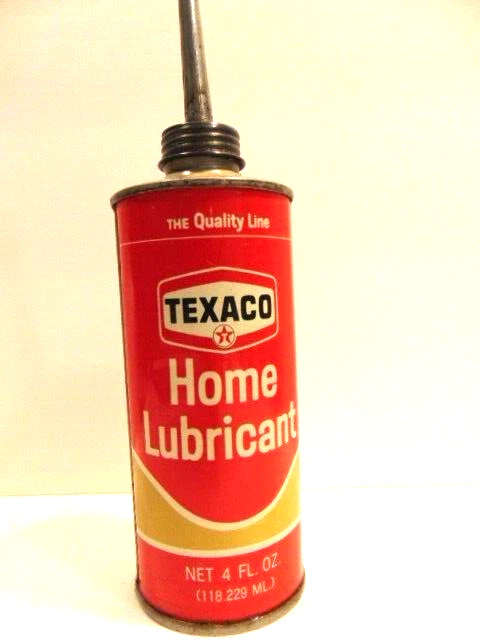 THE Quality Line
TEXACO
T
Home
Lubricant
NET 4 FL. OZ.
(118.229 ML.)